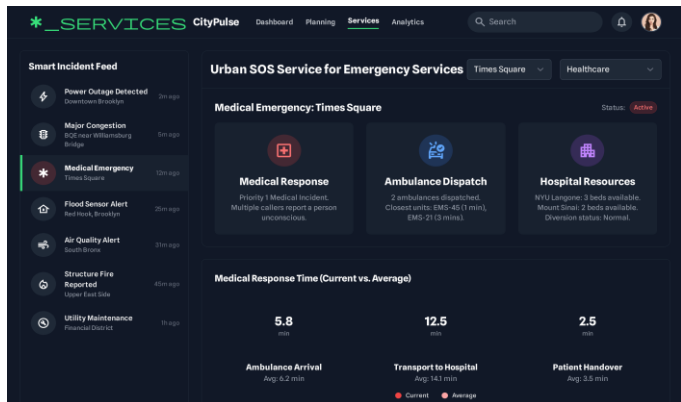 *_SERVICES
CityPulse
Dashboard
Planning
Services
Analytics
Search
Smart Incident Feed
Power Outage Detected
Downtown Brooklyn
2m ago
Major Congestion
BQE near Williamsburg
Bridge
5m ago
Medical Emergency
Times Square
12m ago
Flood Sensor Alert
Red Hook, Brooklyn
25m ago
Air Quality Alert
South Bronx
31m ago
Structure Fire
Reported
Upper East Side
45m ago
Utility Maintenance
Financial District
1h ago
Urban SOS Service for Emergency Services
Times Square
Healthcare
Medical Emergency: Times Square
Status: Active
Medical Response
Priority 1 Medical Incident.
Multiple callers report a person
unconscious.
Ambulance Dispatch
2 ambulances dispatched.
Closest units: EMS-45 (1 min),
EMS-21 (3 mins).
Hospital Resources
NYU Langone: 3 beds available.
Mount Sinai: 2 beds available.
Diversion status: Normal.
Medical Response Time (Current vs. Average)
5.8
min
Ambulance Arrival
Avg: 6.2 min
12.5
min
Transport to Hospital
Avg: 14.1 min
2.5
min
Patient Handover
Avg: 3.5 min
Current
Average